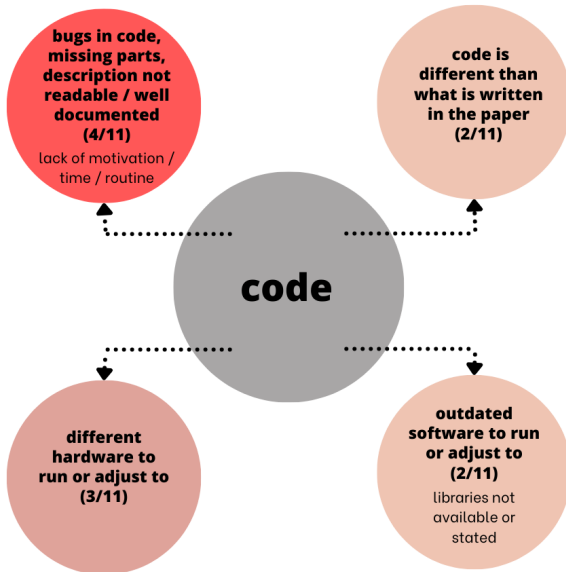 bugs in code,
missing parts,
description not
readable / well
documented
(4/11)
lack of motivation /
time / routine
code is
different than
what is written
in the paper
(2/11)
code
different
hardware to
run or adjust to
(3/11)
outdated
software to run
or adjust to
(2/11)
libraries not
available or
stated